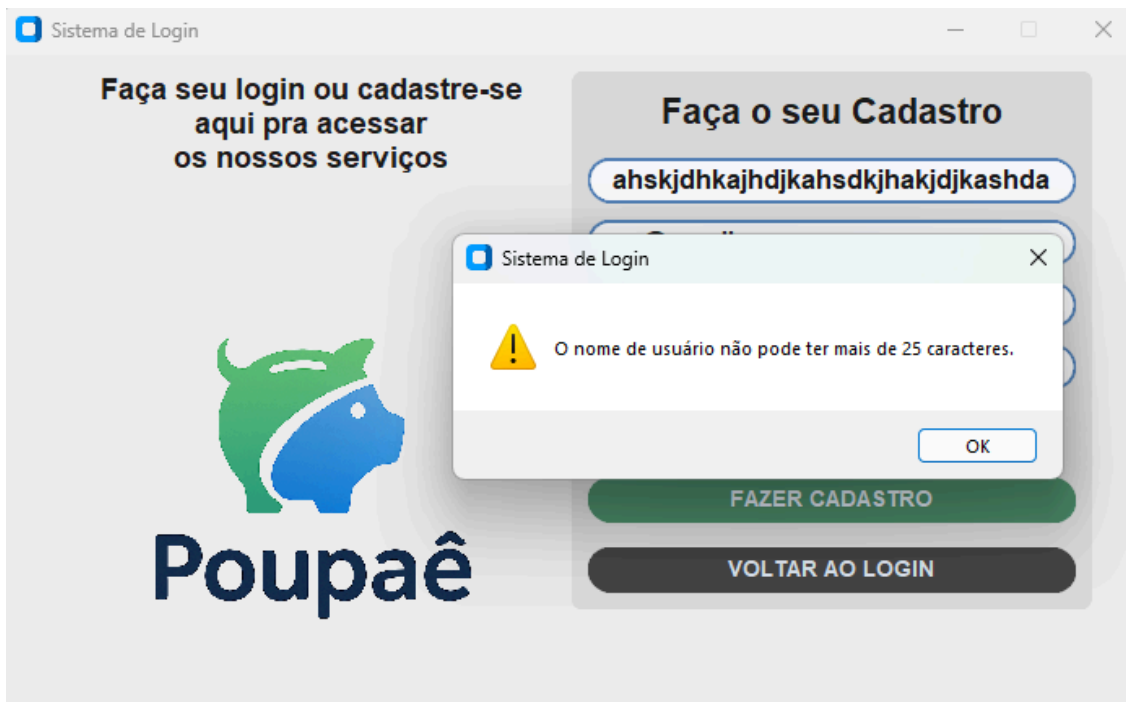 Sistema de Login
Faça seu login ou cadastre-se
aqui pra acessar
os nossos serviços
Faça o seu Cadastro
ahskjdhkajhdjkahsdkjhakjdjkashda
Sistema de Login
O nome de usuário não pode ter mais de 25 caracteres.
OK
FAZER CADASTRO
VOLTAR AO LOGIN
Poupaê